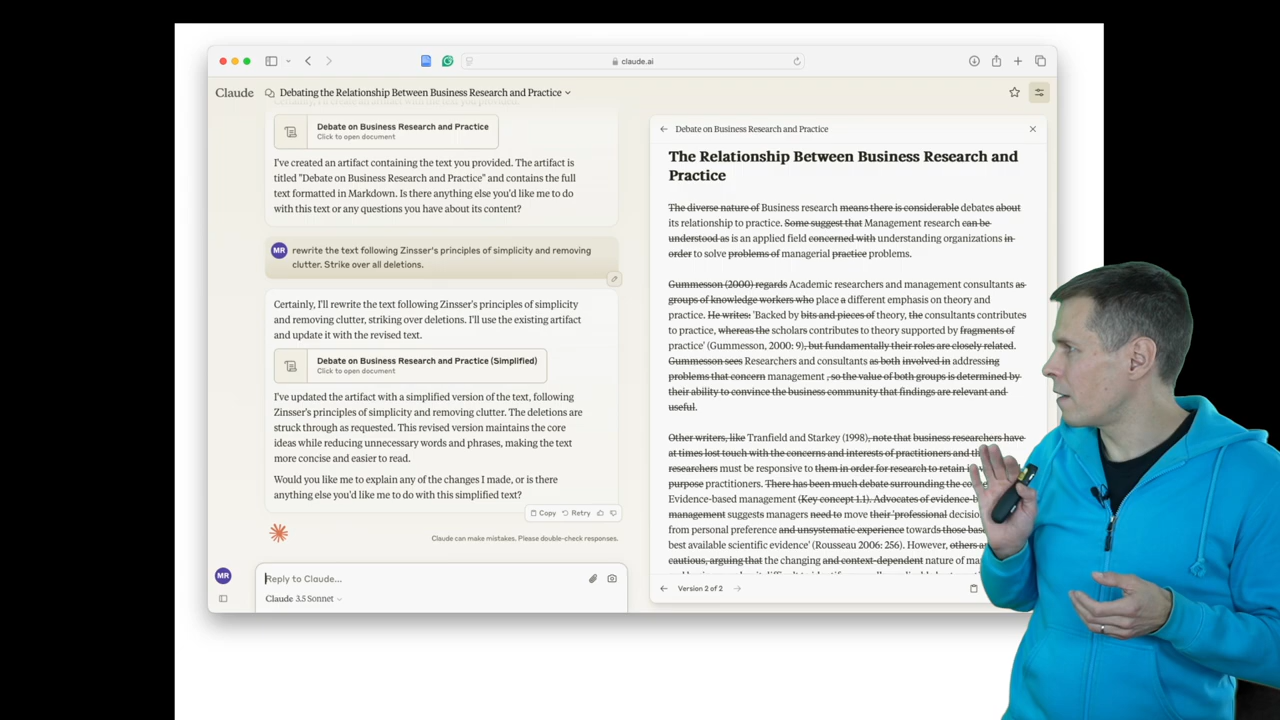 claude.ai
Claude
Debating the Relationship Between Business Research and Practice
Debate on Business Research and Practice
Click to open document
I've created an artifact containing the text you provided. The artifact is
titled "Debate on Business Research and Practice" and contains the full
text formatted in Markdown. Is there anything else you'd like me to do
with this text or any questions you have about its content?
MR
rewrite the text following Zinsser's principles of simplicity and removing
clutter. Strike over all deletions.
Certainly, I'll rewrite the text following Zinsser's principles of simplicity
and removing clutter, striking over deletions. I'll use the existing artifact
and update it with the revised text.
Debate on Business Research and Practice (Simplified)
Click to open document
I've updated the artifact with a simplified version of the text, following
Zinsser's principles of simplicity and removing clutter. The deletions are
struck through as requested. This revised version maintains the core
ideas while reducing unnecessary words and phrases, making the text
more concise and easier to read.
Would you like me to explain any of the changes I made, or is there
anything else you'd like me to do with this simplified text?
Copy Retry
Claude can make mistakes. Please double-check responses.
MR
Reply to Claude...
Claude 3.5 Sonnet
Debate on Business Research and Practice
The Relationship Between Business Research and
Practice
The diverse nature of Business research means there is considerable debates about
its relationship to practice. Some suggest that Management research can be
understood as is an applied field concerned with understanding organizations in
order to solve problems of managerial practice problems.
Gummesson (2000) regards Academic researchers and management consultants as
groups of knowledge workers who place a different emphasis on theory and
practice. He writes: 'Backed by bits and pieces of theory, the consultants contributes
to practice, whereas the scholars contributes to theory supported by fragments of
practice' (Gummesson, 2000: 9), but fundamentally their roles are closely related.
Gummesson sees Researchers and consultants as both involved in addressing
problems that concern management , so the value of both groups is determined by
their ability to convince the business community that findings are relevant and
useful.
Other writers, like Tranfield and Starkey (1998), note that business researchers have
at times lost touch with the concerns and interests of practitioners and
researchers must be responsive to them in order for research to retain
purpose practitioners. There has been much debate surrounding the
Evidence-based management (Key concept 1.1). Advocates of
management suggests managers need to move their 'professional
from personal preference and unsystematic experience towards those
best available scientific evidence' (Rousseau 2006: 256). However, others
cautious, arguing that the changing and context-dependent nature of
Version 2 of 2